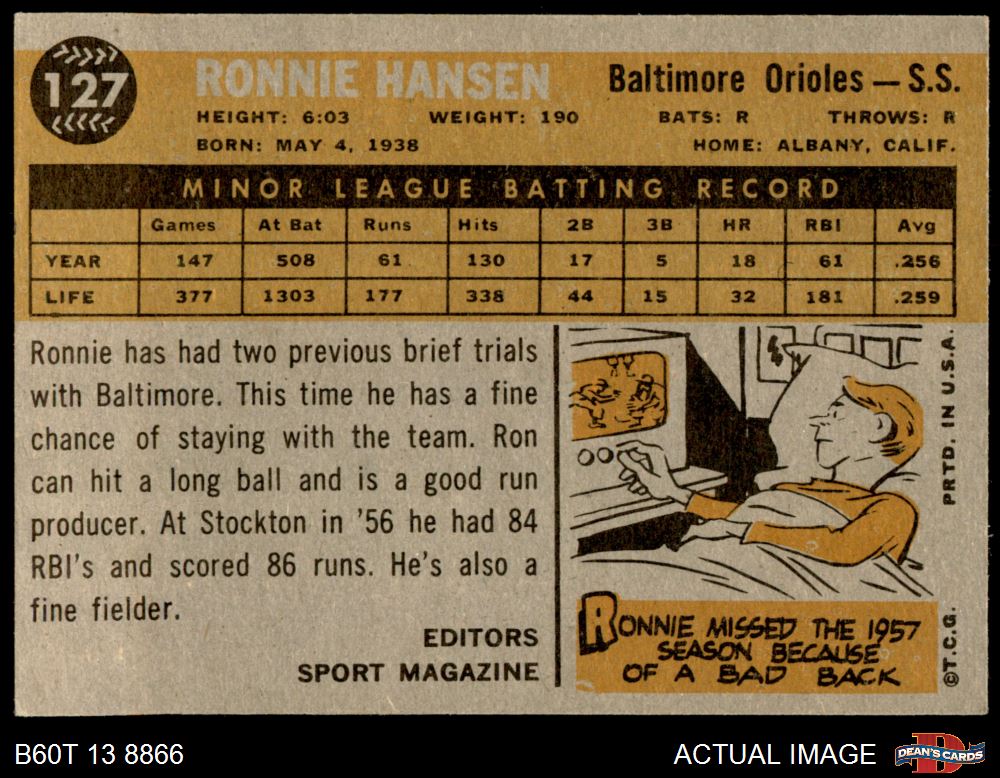 127
RONNIE HANSEN
Baltimore Orioles — S.S.
HEIGHT: 6:03 WEIGHT: 190 BATS: R THROWS: R
BORN: MAY 4, 1938 HOME: ALBANY, CALIF.
MINOR LEAGUE BATTING RECORD
Games At Bat Runs Hits 2B 3B HR RBI Avg
YEAR 147 508 61 130 17 5 18 61 .256
LIFE 377 1303 177 338 44 15 32 181 .259
Ronnie has had two previous brief trials
with Baltimore. This time he has a fine
chance of staying with the team. Ron
can hit a long ball and is a good run
producer. At Stockton in '56 he had 84
RBI's and scored 86 runs. He's also a
fine fielder.
EDITORS
SPORT MAGAZINE
RONNIE MISSED THE 1957
SEASON BECAUSE
OF A BAD BACK
©T.C.G. PRTD. IN U.S.A.
B60T 13 8866
ACTUAL IMAGE
DEAN'S CARDS